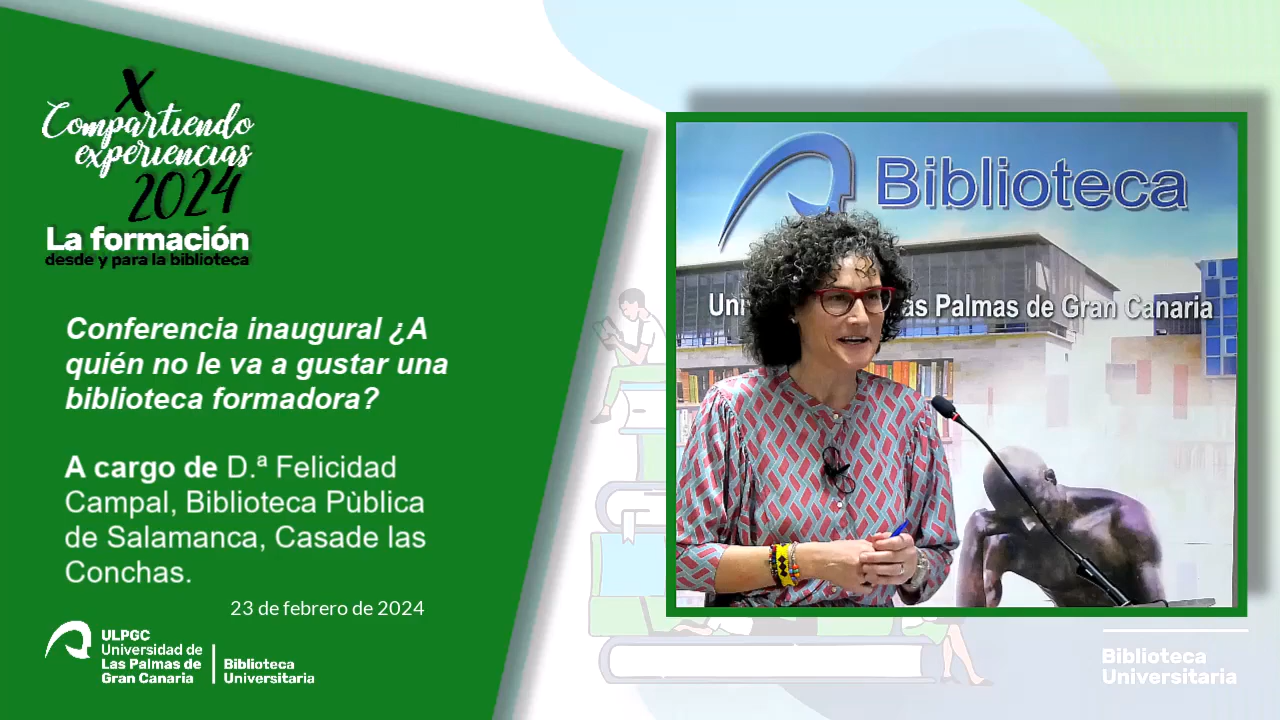 X
Compartiendo
experiencias
2024
La formación
desde y para la biblioteca
Conferencia inaugural ¿A
quién no le va a gustar una
biblioteca formadora?
A cargo de D.ª Felicidad
Campal, Biblioteca Pùblica
de Salamanca, Casade las
Conchas.
23 de febrero de 2024
ULPGC
Universidad de
Las Palmas de
Gran Canaria
Biblioteca
Universitaria
Biblioteca
Las Palmas de Gran Canaria
Biblioteca
Universitaria